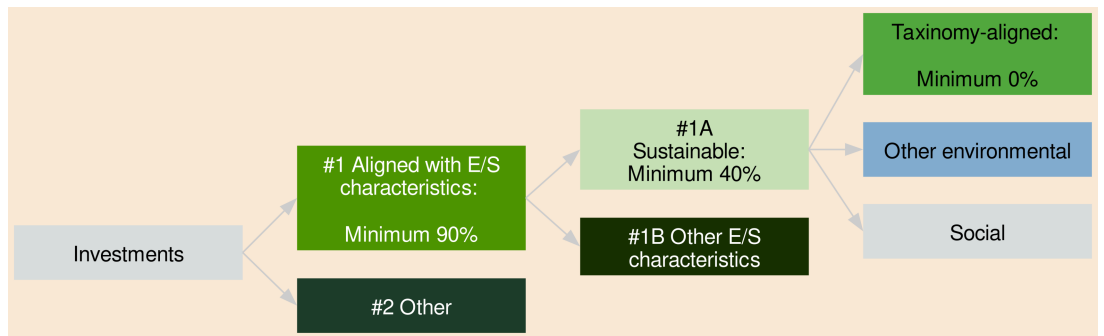 Investments
#1 Aligned with E/S
characteristics:
Minimum 90%
#2 Other
#1A
Sustainable:
Minimum 40%
#1B Other E/S
characteristics
Taxinomy-aligned:
Minimum 0%
Other environmental
Social